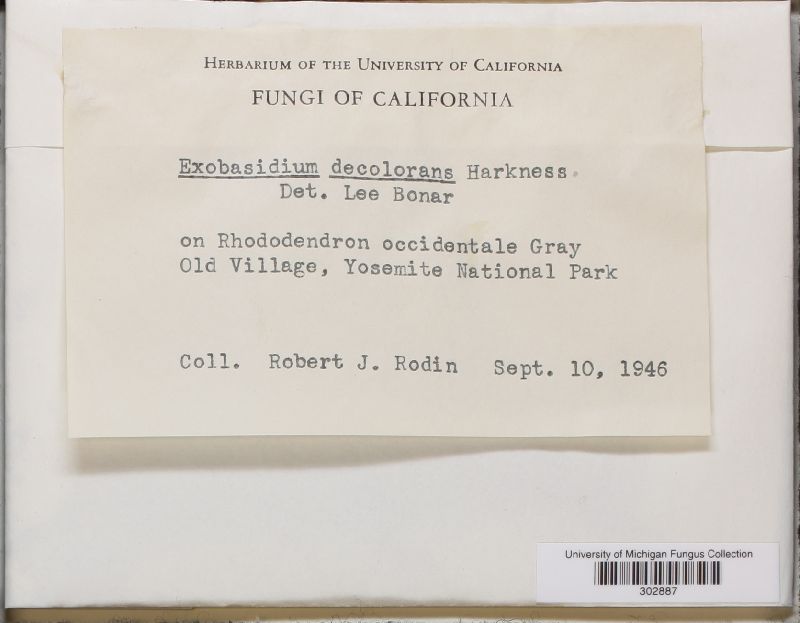 HERBARIUM OF THE UNIVERSITY OF CALIFORNIA
FUNGI OF CALIFORNIA
Exobasidium decolorans Harkness.
Det. Lee Bonar
on Rhododendron occidentale Gray
Old Village, Yosemite National Park
Coll. Robert J. Rodin Sept. 10, 1946
University of Michigan Fungus Collection
302887